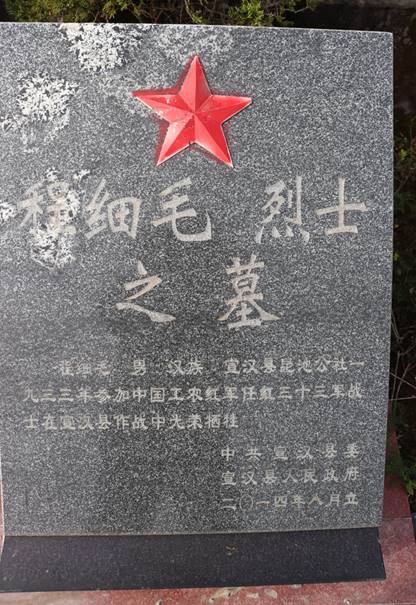 程细毛 烈士
之墓
程细毛 男 汉族 宣汉县昆池公社一
九三三年参加中国工农红军任红三十三军战
士在宣汉县作战中光荣牺牲
中共宣汉县委
宣汉县人民政府
二〇一四年八月立